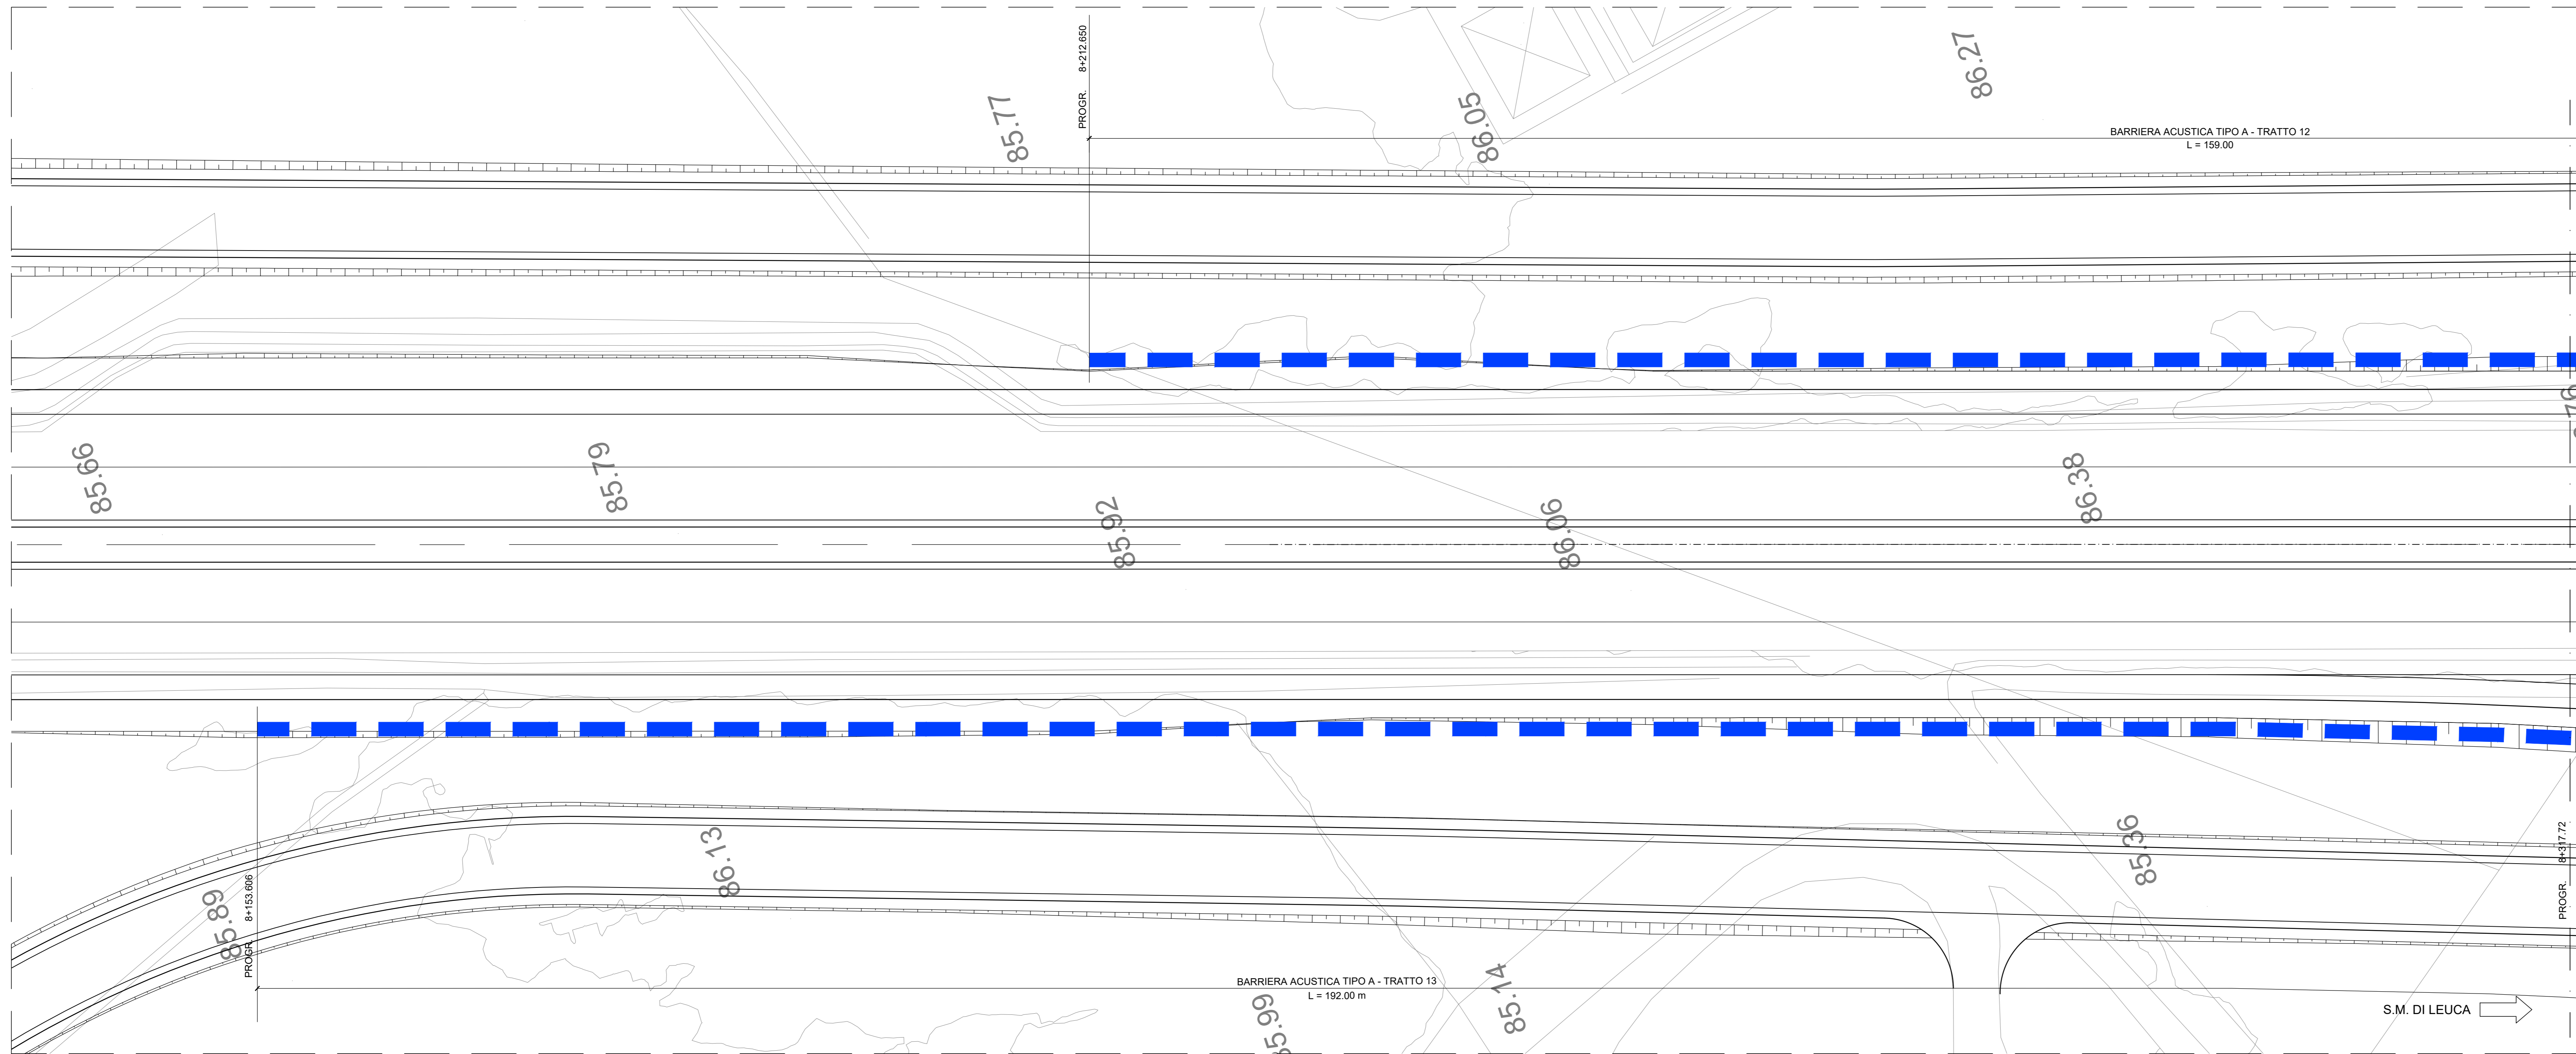 PROGR. 8+212.650
86.27
85.77
86.05
BARRIERA ACUSTICA TIPO A - TRATTO 12
L = 159.00
85.66
85.79
85.92
86.06
86.38
85.89
PROGR. 8+153.606
86.13
85.36
PROGR. 8+317.72
BARRIERA ACUSTICA TIPO A - TRATTO 13
L = 192.00 m
85.99
85.14
S.M. DI LEUCA